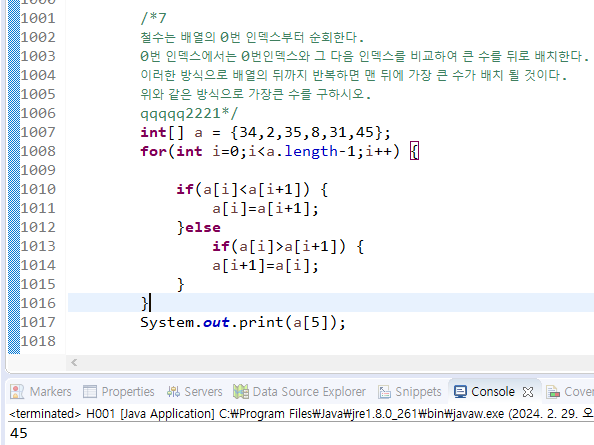 1001 /*7
1002 철수는 배열의 0번 인덱스부터 순회한다.
1003 0번 인덱스에서는 0번인덱스와 그 다음 인덱스를 비교하여 큰 수를 뒤로 배치한다.
1004 이러한 방식으로 배열의 뒤까지 반복하면 맨 뒤에 가장 큰 수가 배치 될 것이다.
1005 위와 같은 방식으로 가장큰 수를 구하시오.
1006 qqqqq2221*/
1007 int[] a = {34,2,35,8,31,45};
1008 for(int i=0;i<a.length-1;i++) {
1009
1010 if(a[i]<a[i+1]) {
1011 a[i]=a[i+1];
1012 }else
1013 if(a[i]>a[i+1]) {
1014 a[i+1]=a[i];
1015 }
1016 }
1017 System.out.print(a[5]);
1018
Markers Properties Servers Data Source Explorer Snippets Console Cover
<terminated> H001 [Java Application] C:₩Program Files₩Java₩jre1.8.0_261₩bin₩javaw.exe (2024. 2. 29. 오
45